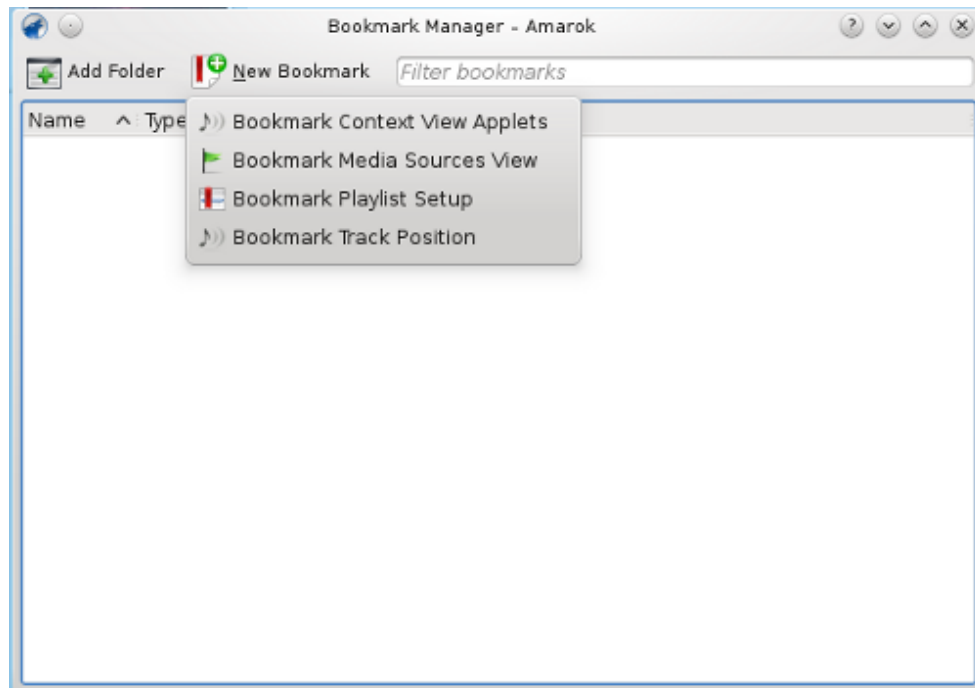 Bookmark Manager – Amarok
Add Folder New Bookmark Filter bookmarks
Name Type
Bookmark Context View Applets
Bookmark Media Sources View
Bookmark Playlist Setup
Bookmark Track Position